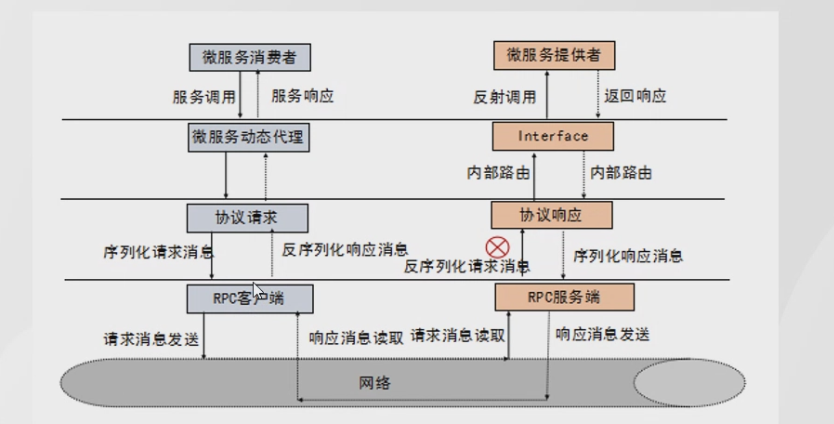 微服务消费者
微服务提供者
服务调用
服务响应
反射调用
返回响应
微服务动态代理
Interface
内部路由
内部路由
协议请求
协议响应
序列化请求消息
反序列化响应消息
反序列化请求消息
序列化响应消息
RPC客户端
RPC服务端
请求消息发送
响应消息读取
请求消息读取
响应消息发送
网络